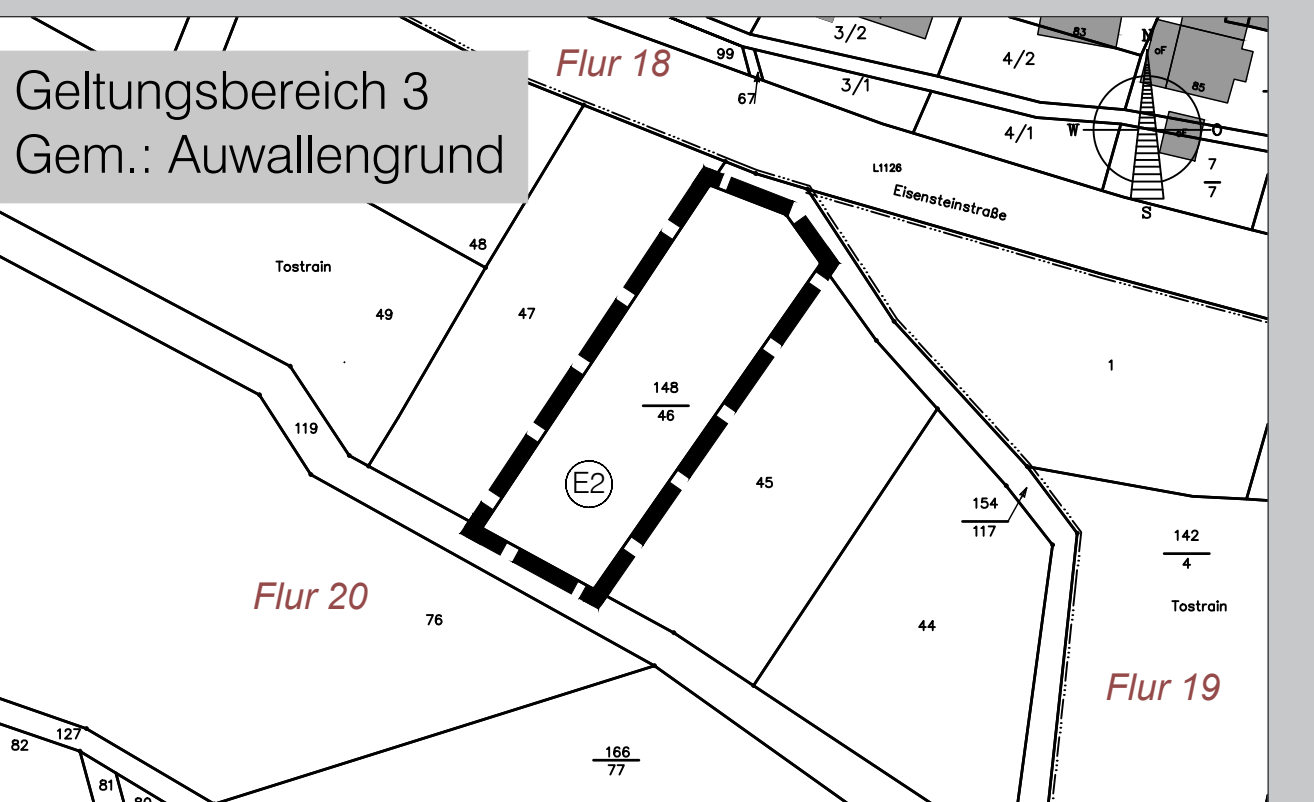 Geltungsbereich 3
Gem.: Auwallengrund
Flur 18
99
67
3/2
3/1
4/2
4/1
83
oF
85
oF
N
W
O
S
7
7
L1126
Eisensteinstraße
48
Tostrain
49
47
1
148
46
119
E2
45
154
117
142
4
Tostrain
Flur 20
76
44
Flur 19
127
82
81
80
166
77